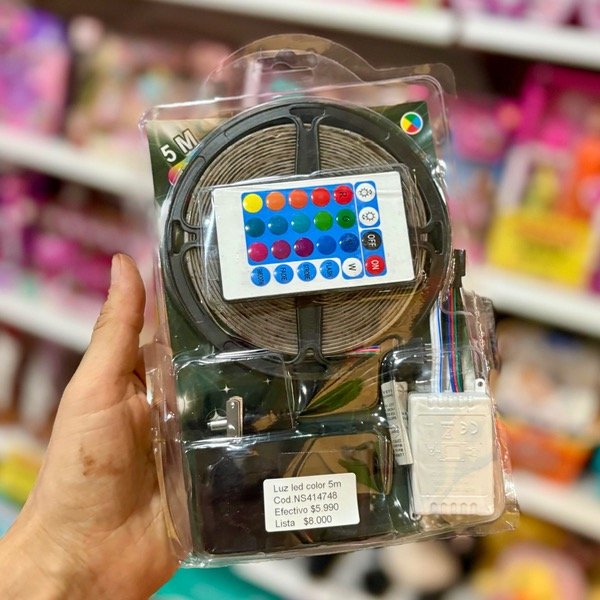 5 M
OFF
ON
W
Luz led color 5m
Cod.NS414748
Efectivo $5.990
Lista $8.000